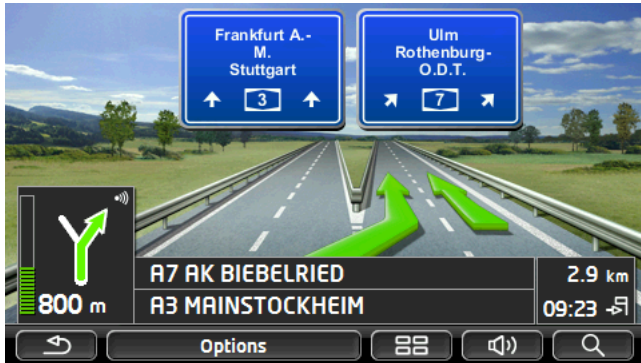 Frankfurt A.-
M.
Stuttgart
3
Ulm
Rothenburg-
O.D.T.
7
800 m
A7 AK BIEBELRIED
2.9 km
A3 MAINSTOCKHEIM
09:23
Options